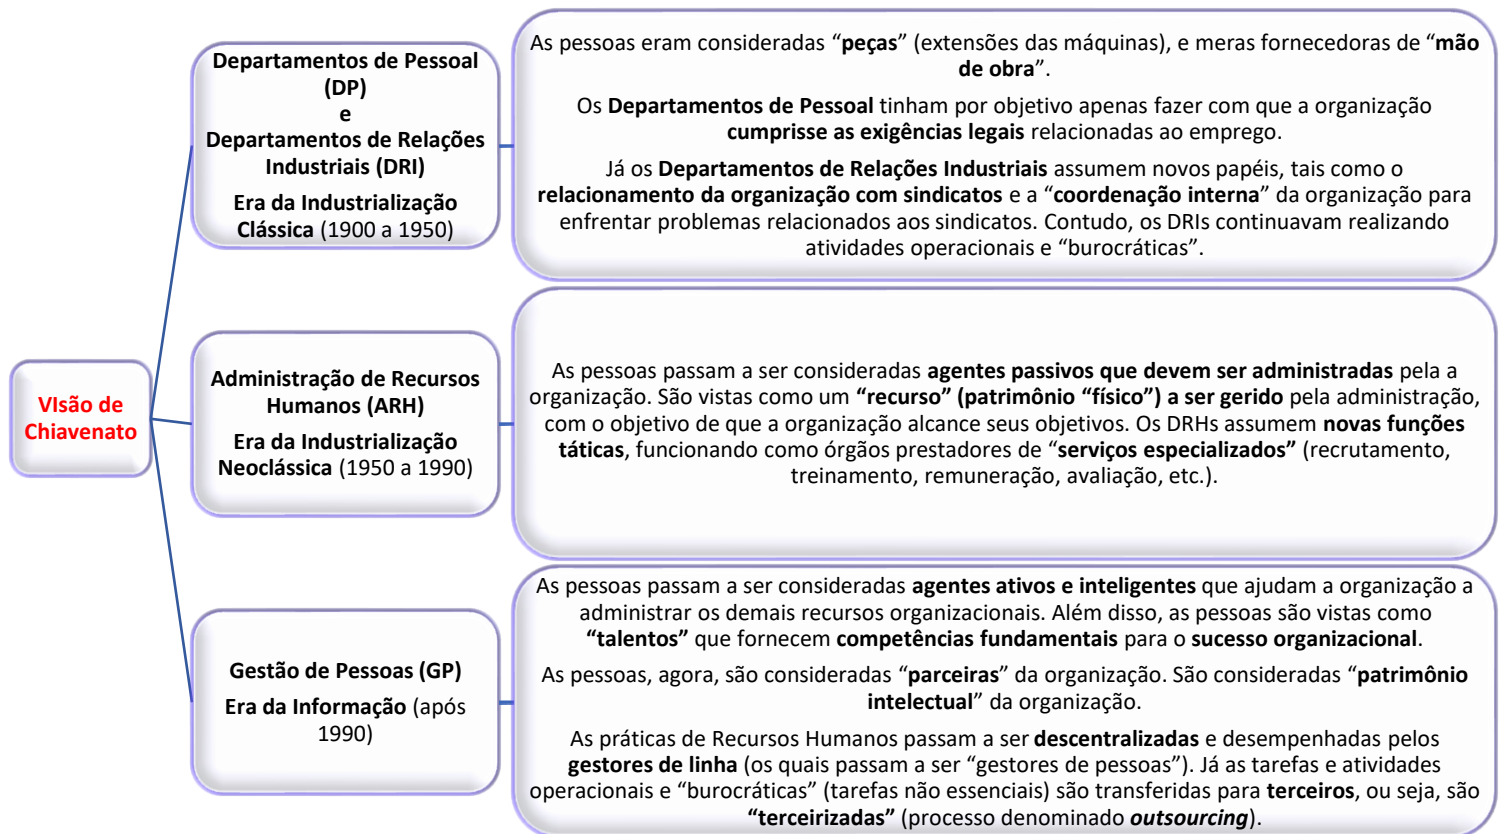 VIsão de
Chiavenato
Departamentos de Pessoal
(DP)
e
Departamentos de Relações
Industriais (DRI)
Era da Industrialização
Clássica (1900 a 1950)
As pessoas eram consideradas “peças” (extensões das máquinas), e meras fornecedoras de “mão
de obra”.
Os Departamentos de Pessoal tinham por objetivo apenas fazer com que a organização
cumprisse as exigências legais relacionadas ao emprego.
Já os Departamentos de Relações Industriais assumem novos papéis, tais como o
relacionamento da organização com sindicatos e a “coordenação interna” da organização para
enfrentar problemas relacionados aos sindicatos. Contudo, os DRIs continuavam realizando
atividades operacionais e “burocráticas”.
Administração de Recursos
Humanos (ARH)
Era da Industrialização
Neoclássica (1950 a 1990)
As pessoas passam a ser consideradas agentes passivos que devem ser administradas pela a
organização. São vistas como um “recurso” (patrimônio “físico”) a ser gerido pela administração,
com o objetivo de que a organização alcance seus objetivos. Os DRHs assumem novas funções
táticas, funcionando como órgãos prestadores de “serviços especializados” (recrutamento,
treinamento, remuneração, avaliação, etc.).
Gestão de Pessoas (GP)
Era da Informação (após
1990)
As pessoas passam a ser consideradas agentes ativos e inteligentes que ajudam a organização a
administrar os demais recursos organizacionais. Além disso, as pessoas são vistas como
“talentos” que fornecem competências fundamentais para o sucesso organizacional.
As pessoas, agora, são consideradas “parceiras” da organização. São consideradas “patrimônio
intelectual” da organização.
As práticas de Recursos Humanos passam a ser descentralizadas e desempenhadas pelos
gestores de linha (os quais passam a ser “gestores de pessoas”). Já as tarefas e atividades
operacionais e “burocráticas” (tarefas não essenciais) são transferidas para terceiros, ou seja, são
“terceirizadas” (processo denominado outsourcing).